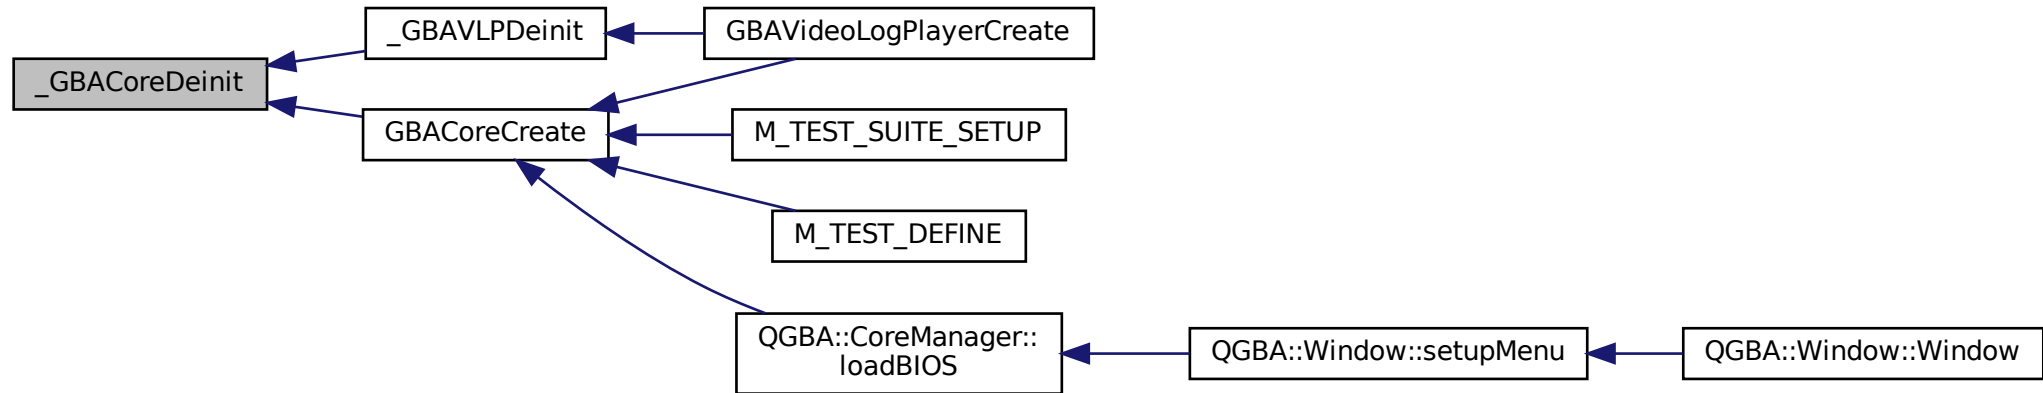 _GBACoreDeinit
_GBAVLPDeinit
GBAVideoLogPlayerCreate
GBACoreCreate
M_TEST_SUITE_SETUP
M_TEST_DEFINE
QGBA::CoreManager::
loadBIOS
QGBA::Window::setupMenu
QGBA::Window::Window